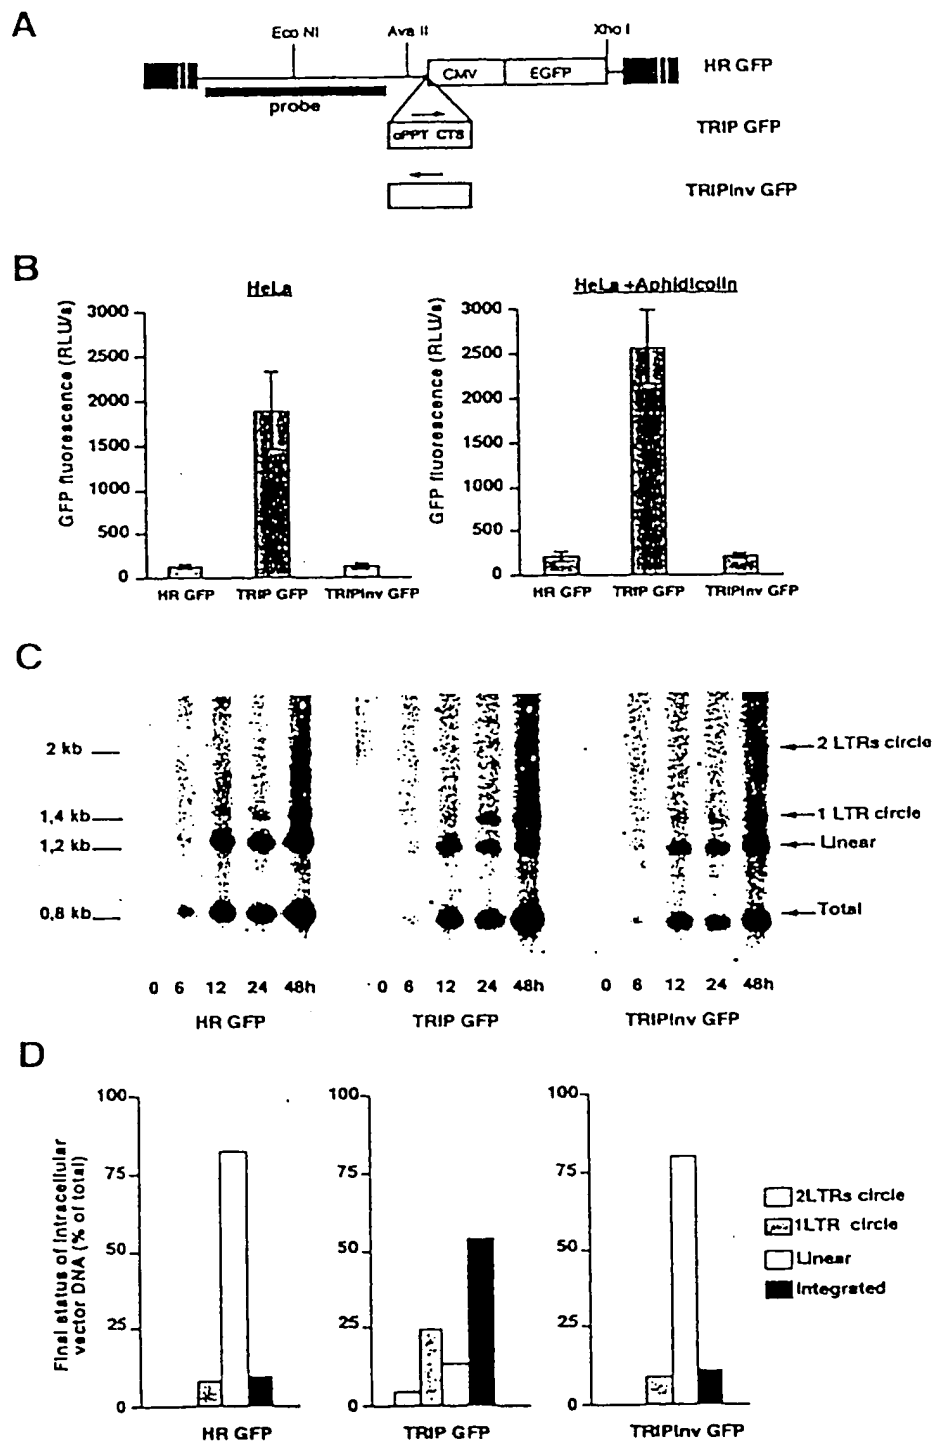 A
Eco NI
Ava II
Xho I
CMV
EGFP
HR GFP
probe
cPPT CTS
TRIP GFP
TRIPInv GFP
B
HeLa
HeLa +Aphidicolin
GFP fluorescence (RLU/s)
3000
2500
2000
1500
1000
500
0
HR GFP
TRIP GFP
TRIPInv GFP
GFP fluorescence (RLU/s)
3000
2500
2000
1500
1000
500
0
HR GFP
TRIP GFP
TRIPInv GFP
C
2 kb
1,4 kb
1,2 kb
0,8 kb
2 LTRs circle
1 LTR circle
Linear
Total
0 6 12 24 48h
HR GFP
0 6 12 24 48h
TRIP GFP
0 6 12 24 48h
TRIPInv GFP
D
Final status of intracellular
vector DNA (% of total)
100
75
50
25
0
HR GFP
100
75
50
25
0
TRIP GFP
100
75
50
25
0
TRIPInv GFP
2LTRs circle
1LTR circle
Linear
Integrated